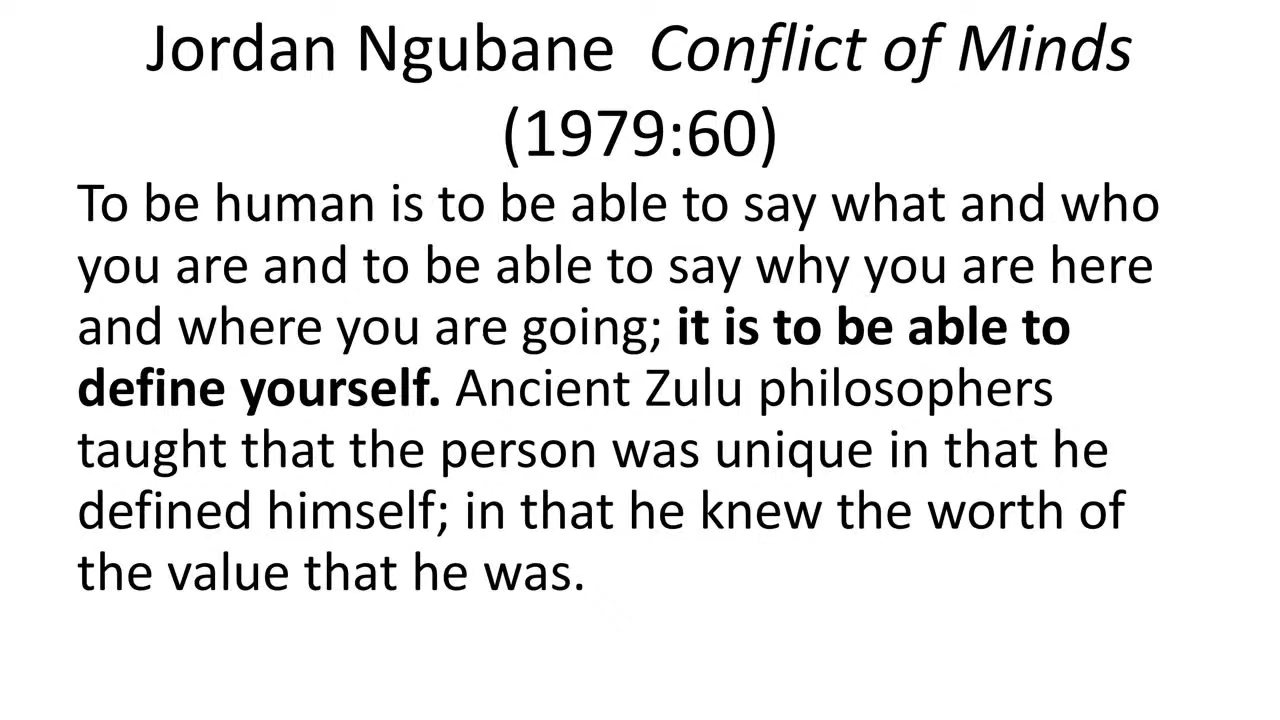 Jordan Ngubane Conflict of Minds
(1979:60)
To be human is to be able to say what and who
you are and to be able to say why you are here
and where you are going; it is to be able to
define yourself. Ancient Zulu philosophers
taught that the person was unique in that he
defined himself; in that he knew the worth of
the value that he was.